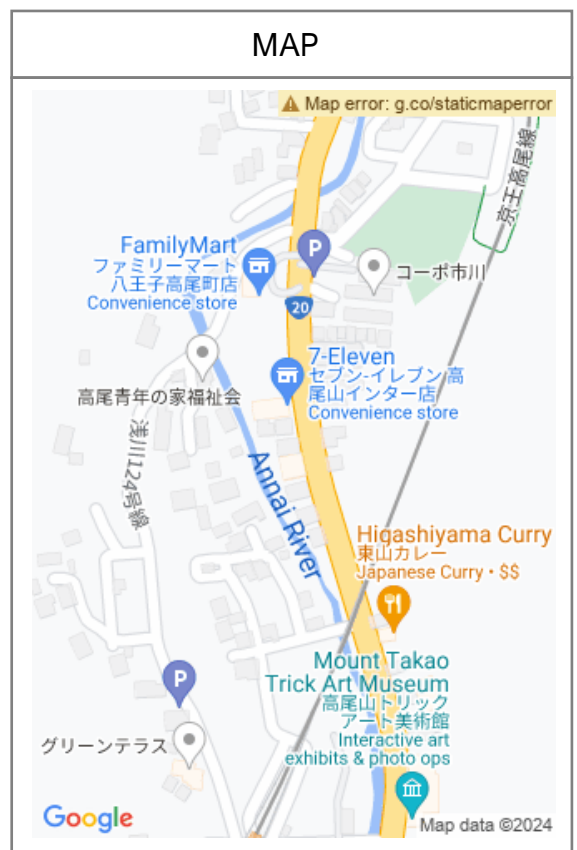 MAP
Map error: g.co/staticmaperror
京王高尾線
FamilyMart
ファミリーマート
八王子高尾町店
Convenience store
P
コーポ市川
20
7-Eleven
セブン-イレブン 高
尾山インター店
Convenience store
高尾青年の家福祉会
浅川124号線
Annai River
Higashiyama Curry
東山カレー
Japanese Curry • $$
Mount Takao
Trick Art Museum
高尾山トリック
アート美術館
Interactive art
exhibits & photo ops
P
グリーンテラス
Google
Map data ©2024